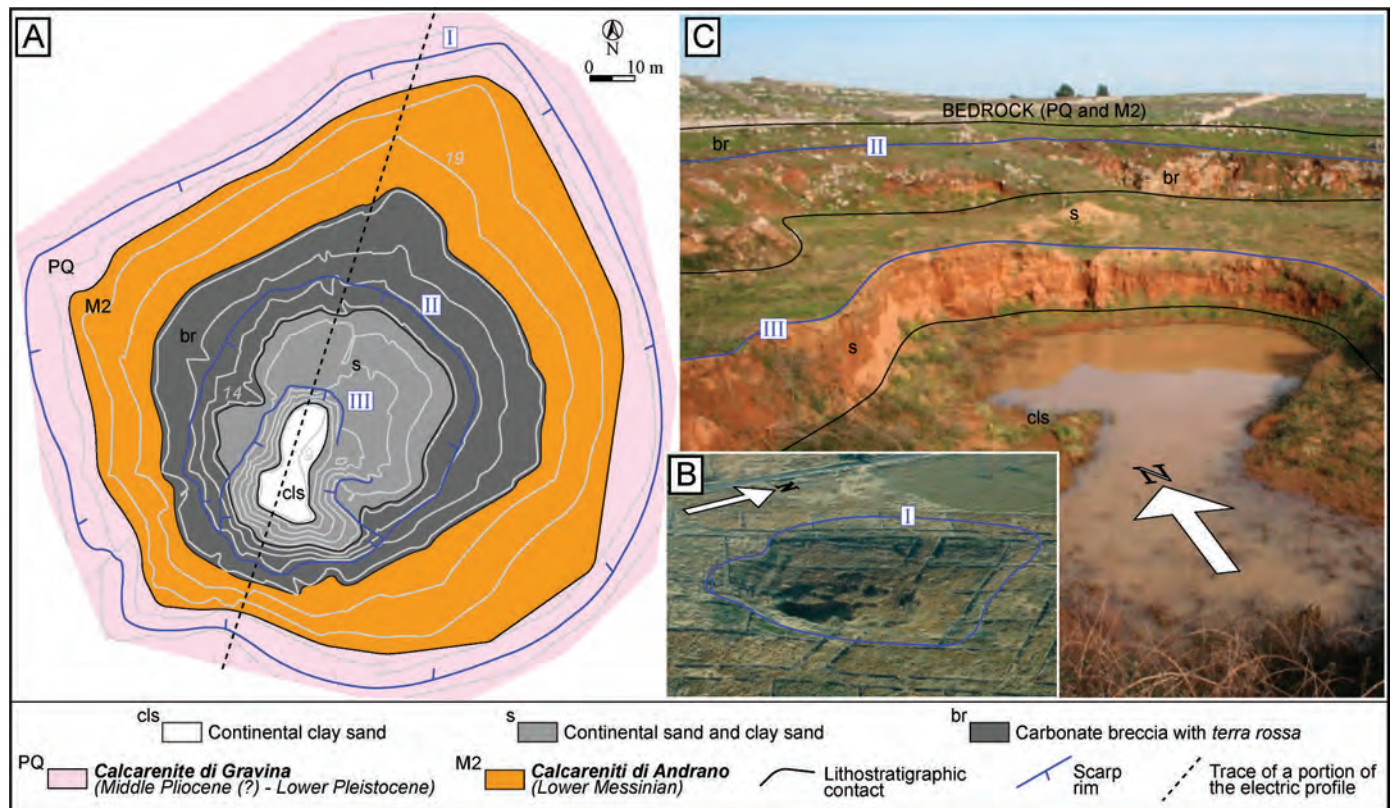 A
I
N
10 m
19
PQ
M2
br
II
s
14
III
cls
C
BEDROCK (PQ and M2)
br
II
br
s
III
s
cls
N
B
N
I
cls
Continental clay sand
s
Continental sand and clay sand
br
Carbonate breccia with terra rossa
PQ
Calcarenite di Gravina
(Middle Pliocene (?) - Lower Pleistocene)
M2
Calcareniti di Andrano
(Lower Messinian)
Lithostratigraphic
contact
Scarp
rim
Trace of a portion of
the electric profile